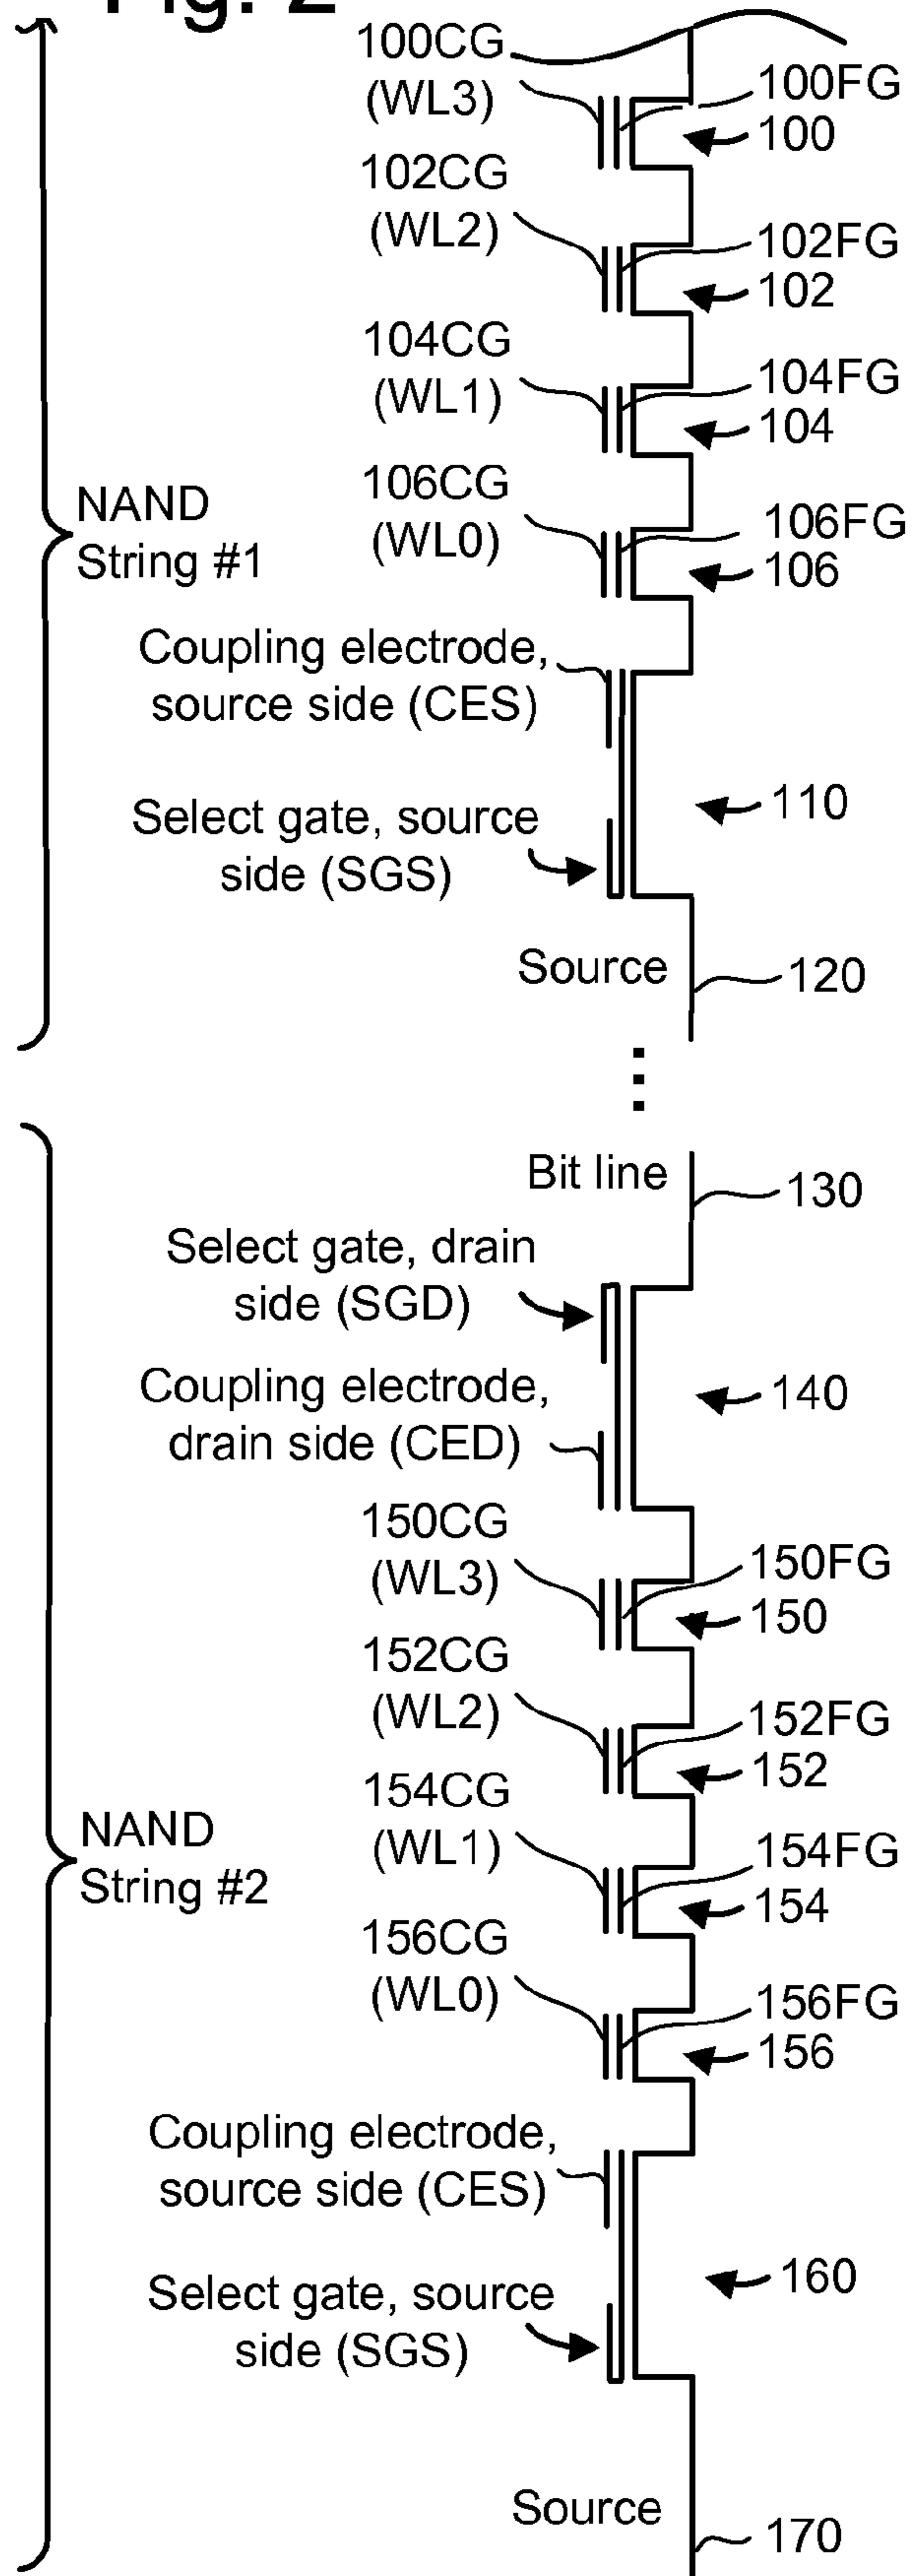 Fig. 2
100CG
(WL3)
100FG
100
102CG
(WL2)
102FG
102
104CG
(WL1)
104FG
104
106CG
(WL0)
106FG
106
NAND
String #1
Coupling electrode,
source side (CES)
110
Select gate, source
side (SGS)
Source
120
Bit line
130
Select gate, drain
side (SGD)
140
Coupling electrode,
drain side (CED)
150CG
(WL3)
150FG
150
152CG
(WL2)
152FG
152
154CG
(WL1)
154FG
154
NAND
String #2
156CG
(WL0)
156FG
156
Coupling electrode,
source side (CES)
160
Select gate, source
side (SGS)
Source
170